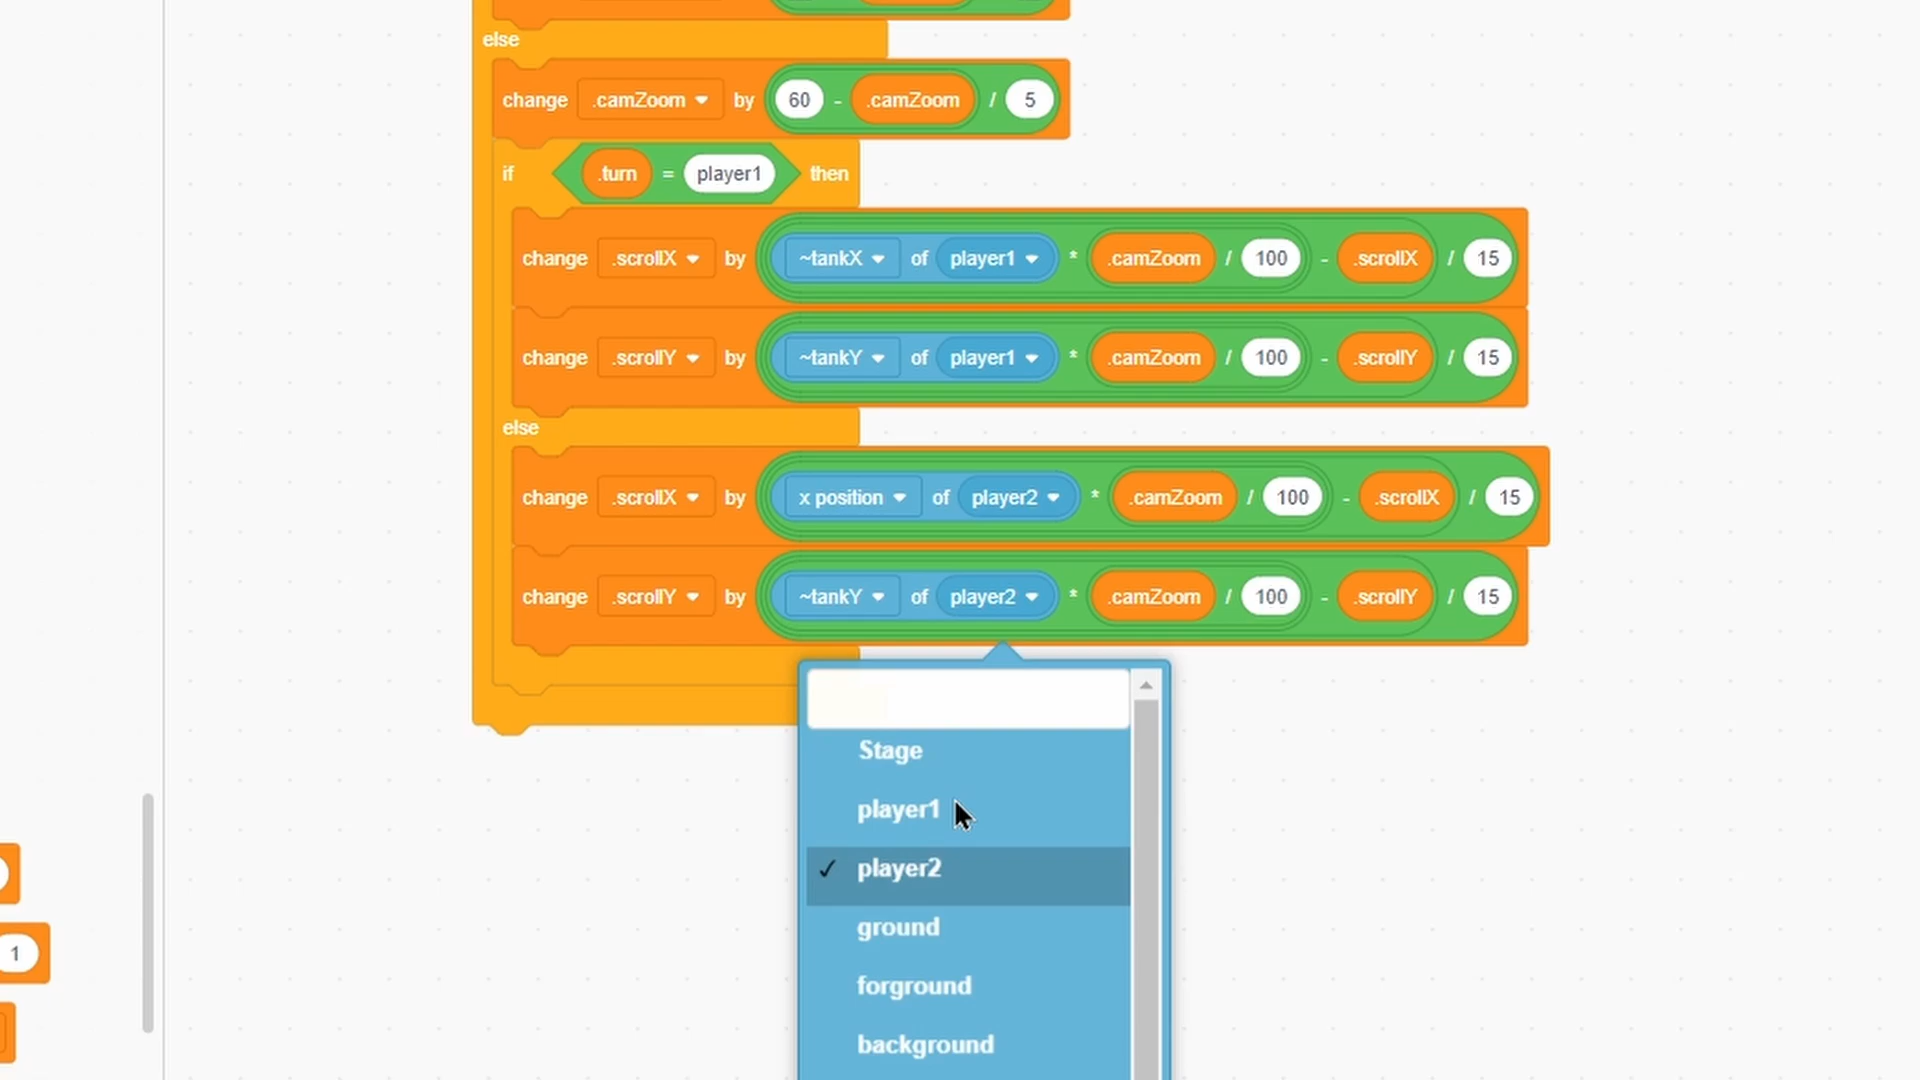 else
change .camZoom by 60 - .camZoom / 5
if .turn = player1 then
change .scrollX by ~tankX of player1 * .camZoom / 100 - .scrollX / 15
change .scrollY by ~tankY of player1 * .camZoom / 100 - .scrollY / 15
else
change .scrollX by x position of player2 * .camZoom / 100 - .scrollX / 15
change .scrollY by ~tankY of player2 * .camZoom / 100 - .scrollY / 15
Stage
player1
✓ player2
ground
forground
background
1